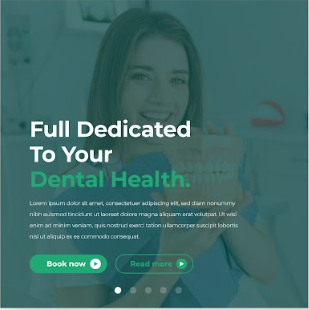 Full Dedicated
To Your
Dental Health.
Lorem ipsum dolor sit amet, consectetuer adipiscing elit, sed diam nonummy
nibh euismod tincidunt ut laoreet dolore magna aliquam erat volutpat. Ut wisi
enim ad minim veniam, quis nostrud exerci tation ullamcorper suscipit lobortis
nisl ut aliquip ex ea commodo consequat.
Book now Read more